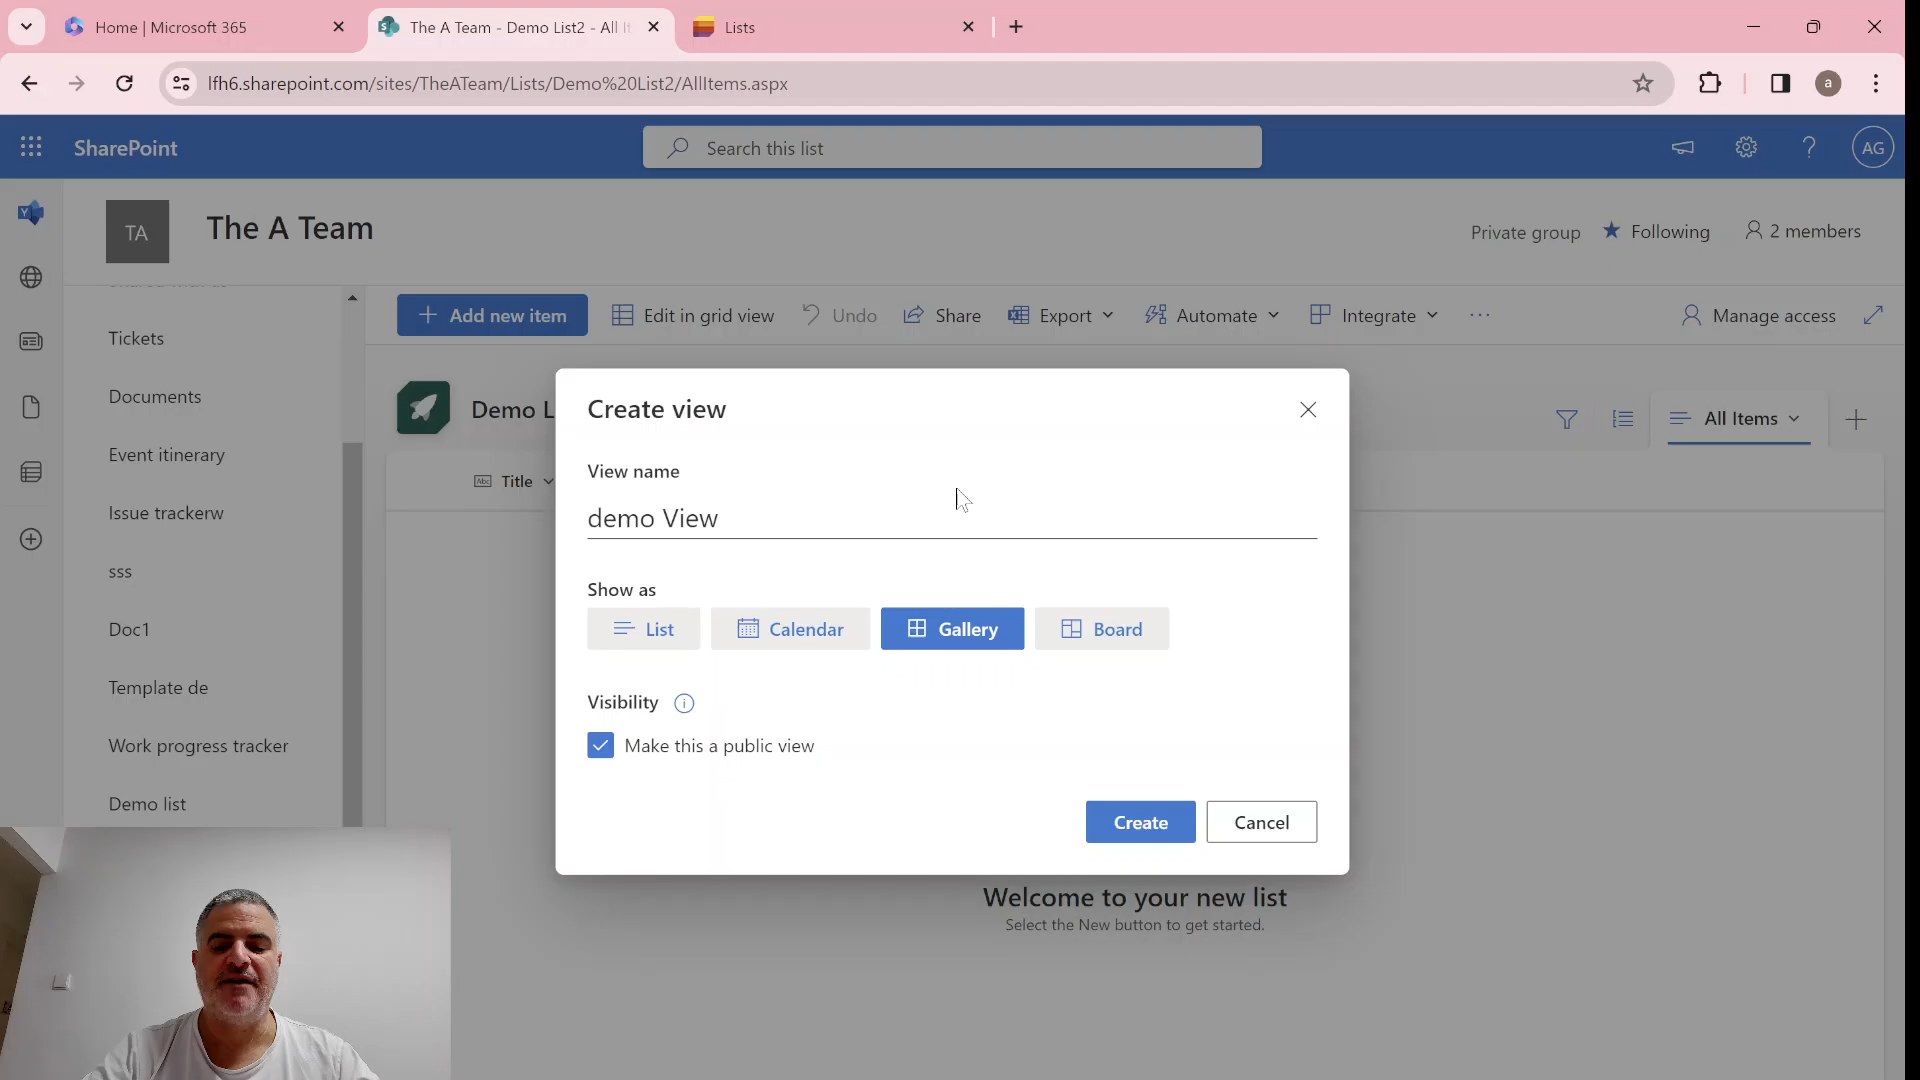 Home | Microsoft 365
The A Team - Demo List2 - All It
Lists
lfh6.sharepoint.com/sites/TheATeam/Lists/Demo%20List2/AllItems.aspx
a
SharePoint
Search this list
AG
TA
The A Team
Private group
Following
2 members
Add new item
Edit in grid view
Undo
Share
Export
Automate
Integrate
Manage access
Tickets
Documents
Event itinerary
Issue trackerw
sss
Doc1
Template de
Work progress tracker
Demo list
Demo L
All Items
Abc Title
Create view
View name
demo View
Show as
List
Calendar
Gallery
Board
Visibility
Make this a public view
Create
Cancel
Welcome to your new list
Select the New button to get started.